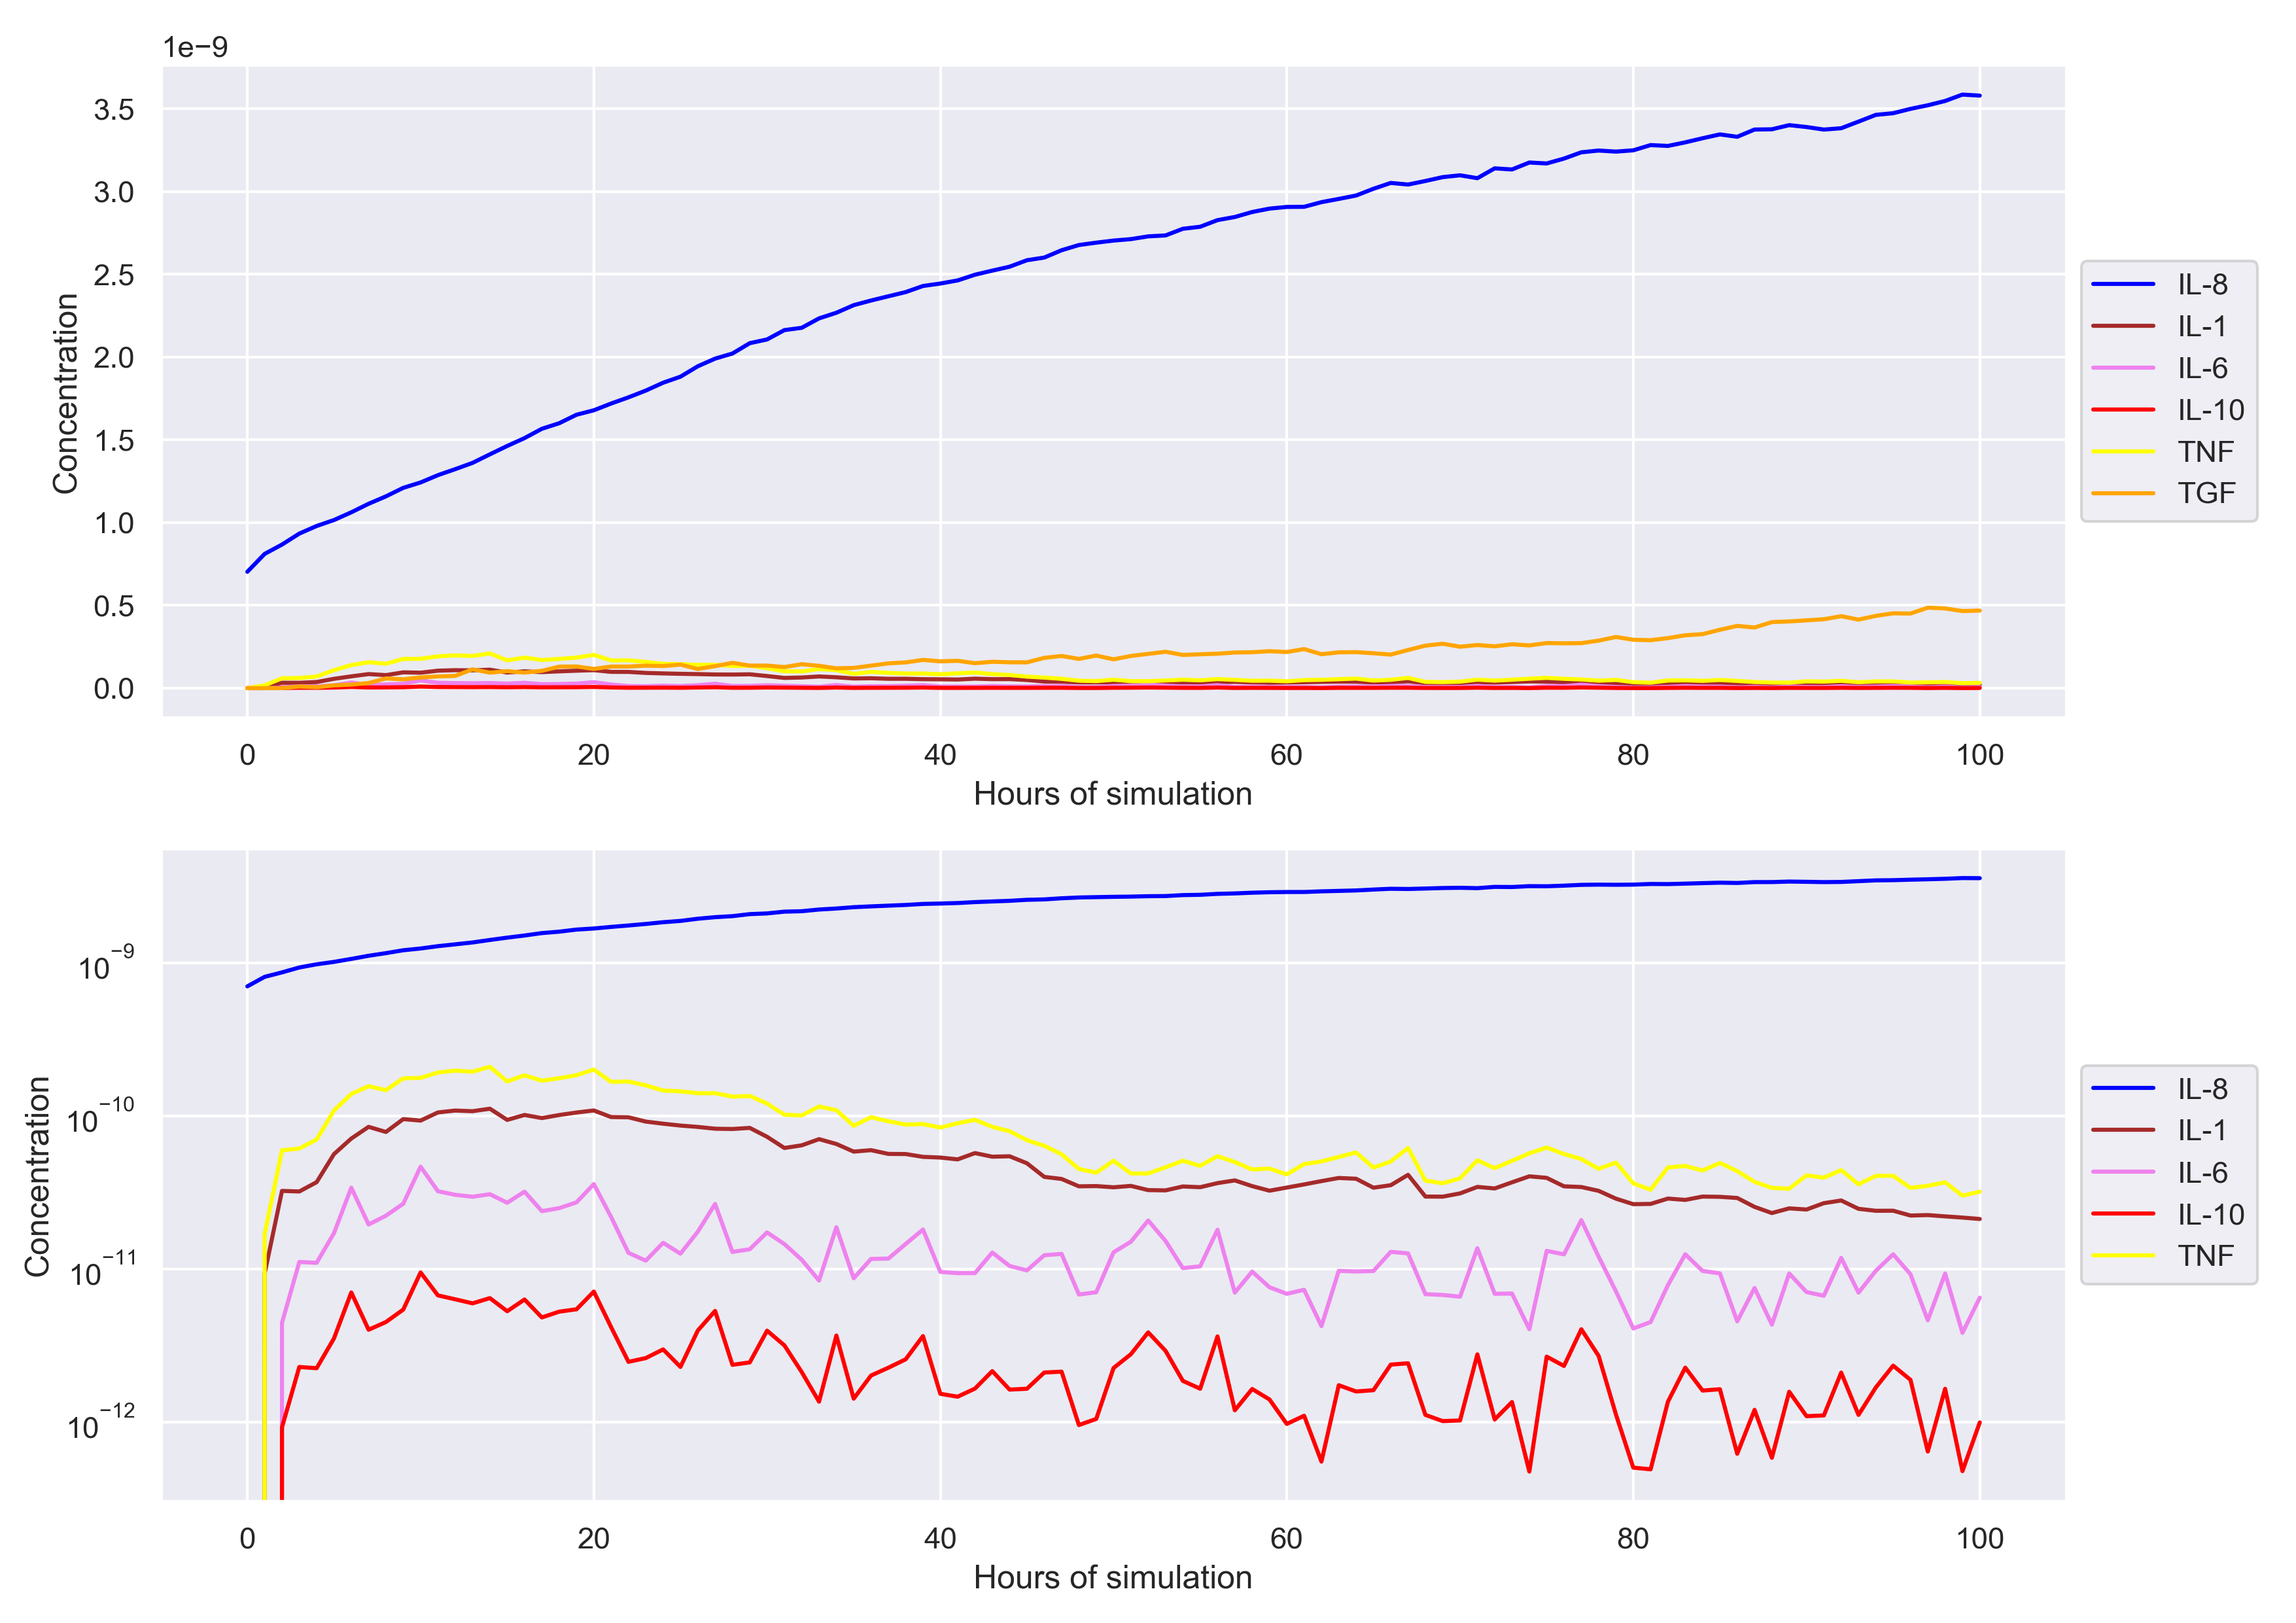 1e−9
3.5
3.0
2.5
2.0
1.5
1.0
0.5
0.0
Concentration
0 20 40 60 80 100
Hours of simulation
IL-8
IL-1
IL-6
IL-10
TNF
TGF
10⁻⁹
10⁻¹⁰
10⁻¹¹
10⁻¹²
Concentration
0 20 40 60 80 100
Hours of simulation
IL-8
IL-1
IL-6
IL-10
TNF